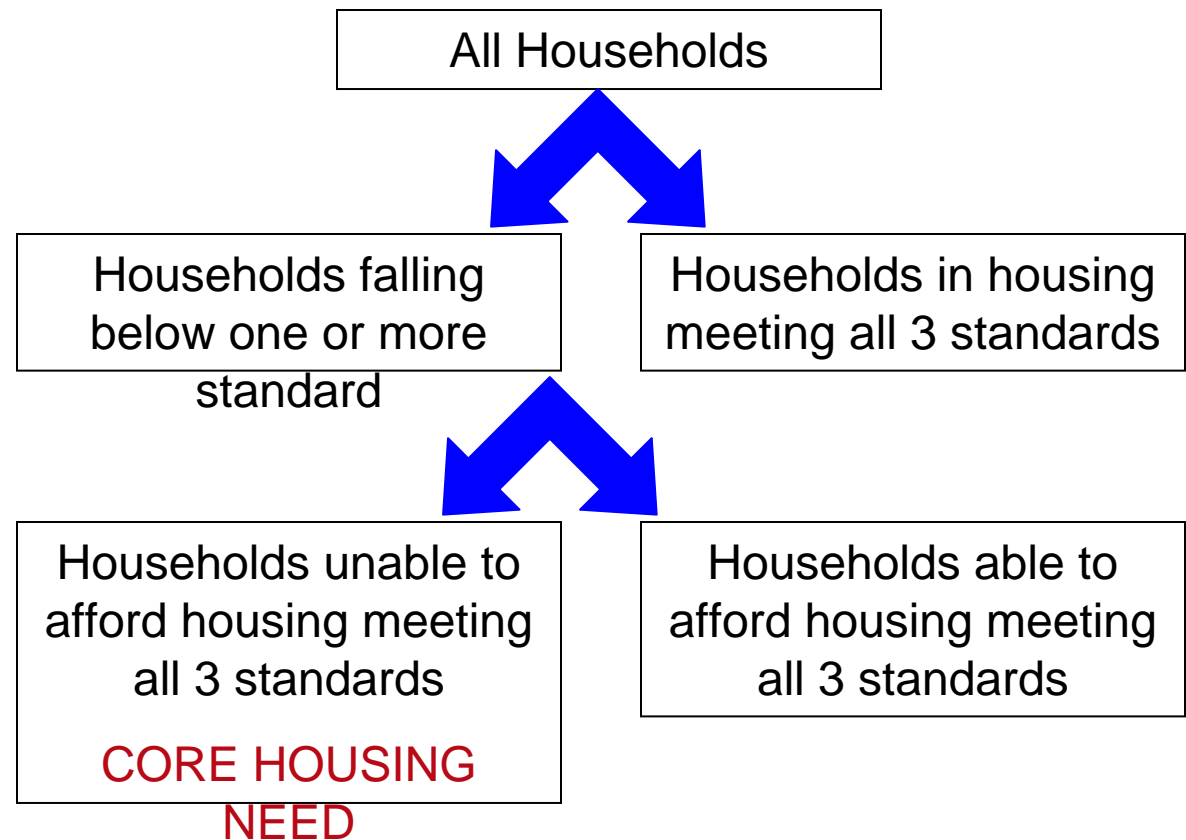 All Households
Households falling
below one or more
standard
Households in housing
meeting all 3 standards
Households unable to
afford housing meeting
all 3 standards
CORE HOUSING
NEED
Households able to
afford housing meeting
all 3 standards